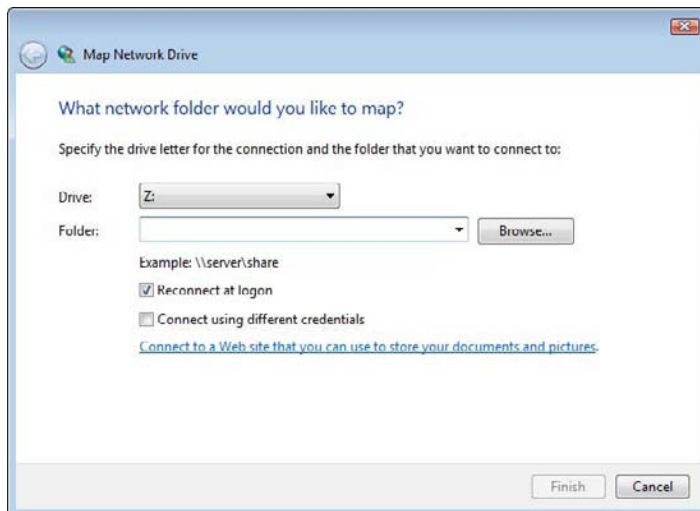 Map Network Drive
What network folder would you like to map?
Specify the drive letter for the connection and the folder that you want to connect to:
Drive: Z:
Folder: Browse...
Example: \\server\share
Reconnect at logon
Connect using different credentials
Connect to a Web site that you can use to store your documents and pictures.
Finish Cancel